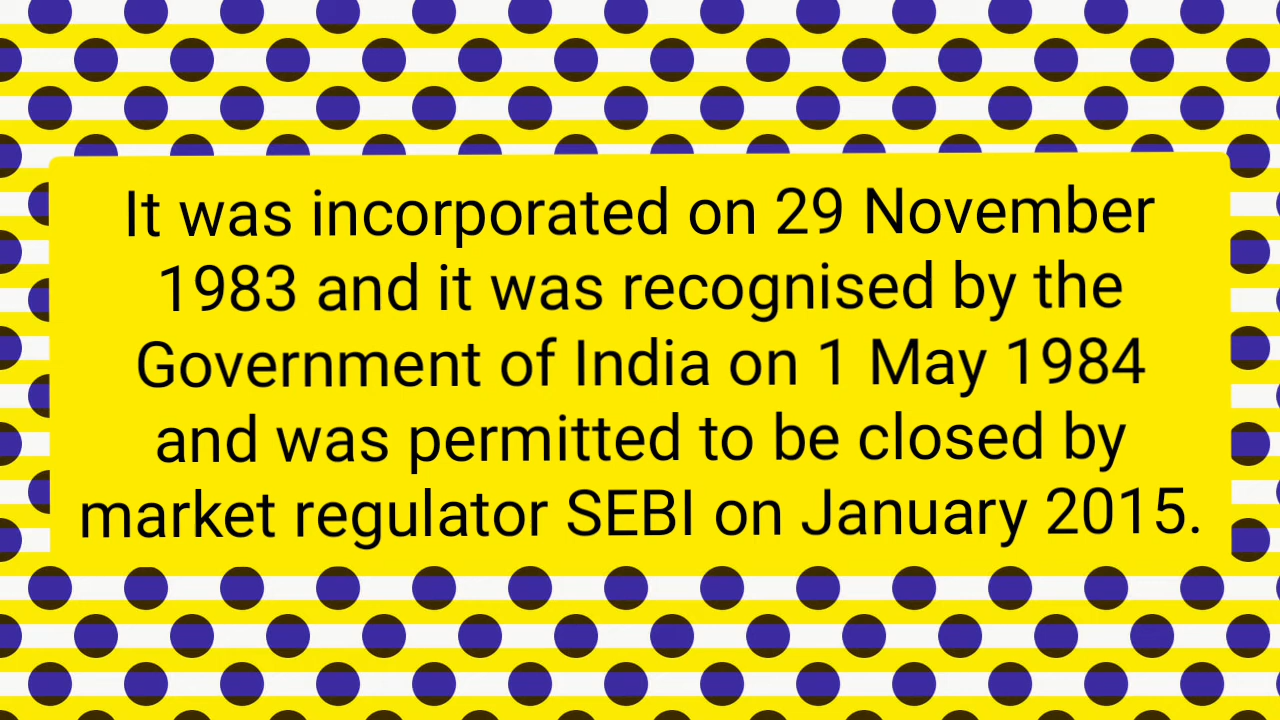 It was incorporated on 29 November
1983 and it was recognised by the
Government of India on 1 May 1984
and was permitted to be closed by
market regulator SEBI on January 2015.